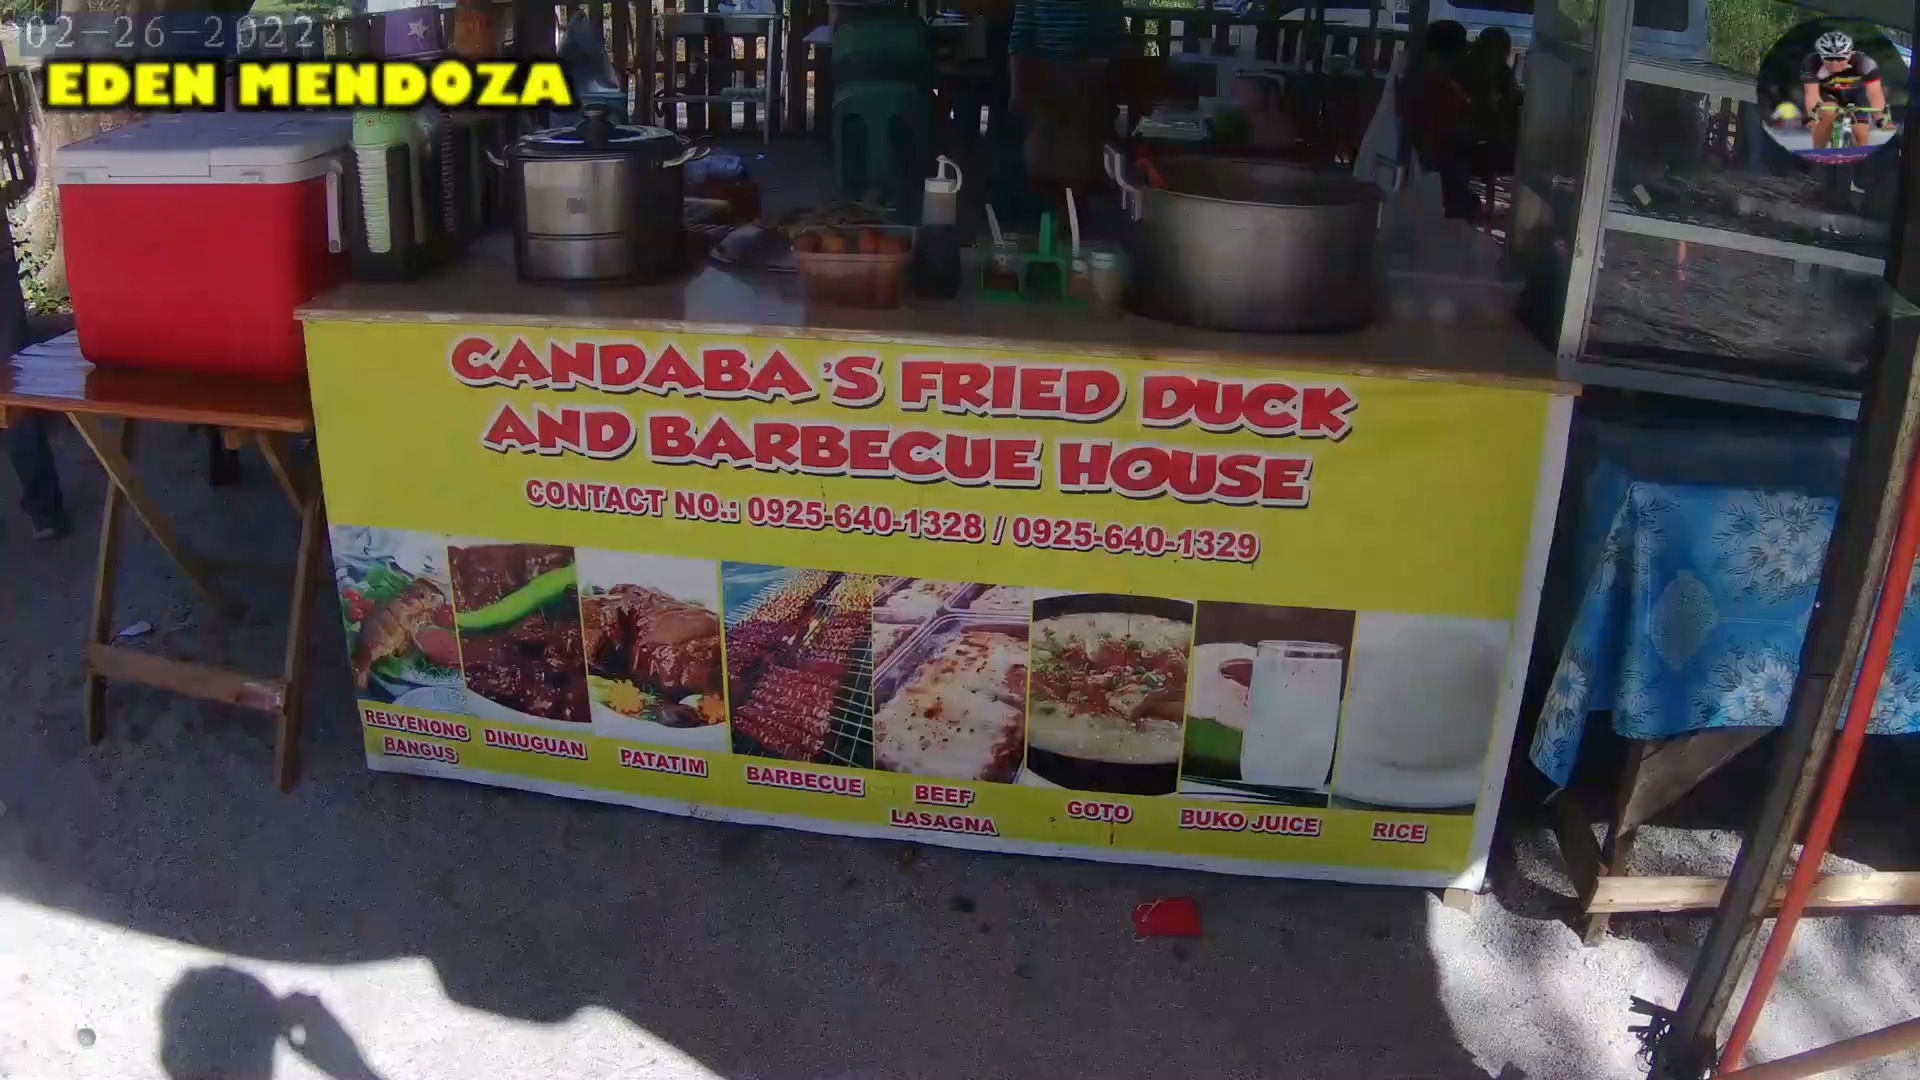 02-26-2022
EDEN MENDOZA
CANDABA'S FRIED DUCK
AND BARBECUE HOUSE
CONTACT NO.: 0925-640-1328 / 0925-640-1329
RELYENONG
BANGUS
DINUGUAN
PATATIM
BARBECUE
BEEF
LASAGNA
GOTO
BUKO JUICE
RICE